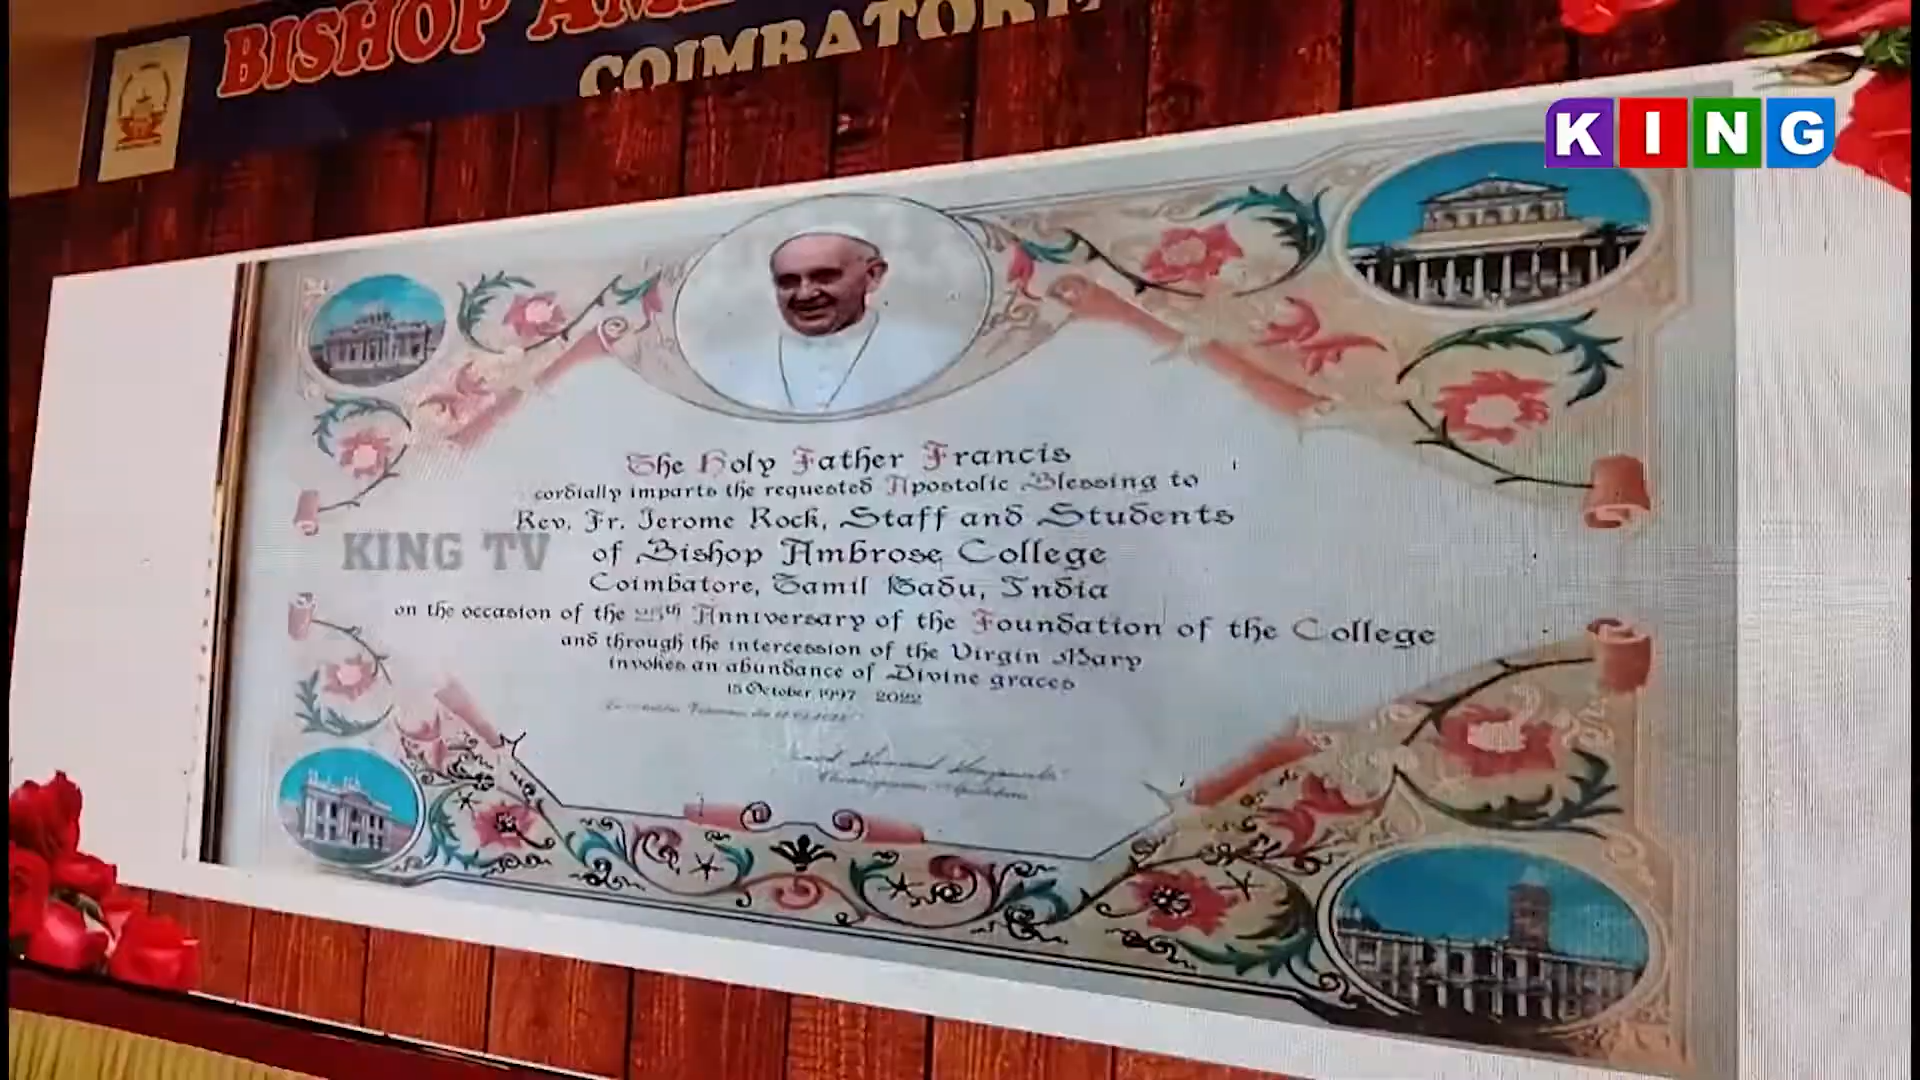 BISHOP
COIMBATORE
KING
The Holy Father Francis
cordially imparts the requested Apostolic Blessing to
Rev. Fr. Jerome Rock, Staff and Students
KING TV
of Bishop Ambrose College
Coimbatore, Tamil Nadu, India
on the occasion of the 25th Anniversary of the Foundation of the College
and through the intercession of the Virgin Mary
invokes an abundance of Divine graces
15 October, 1997 2022